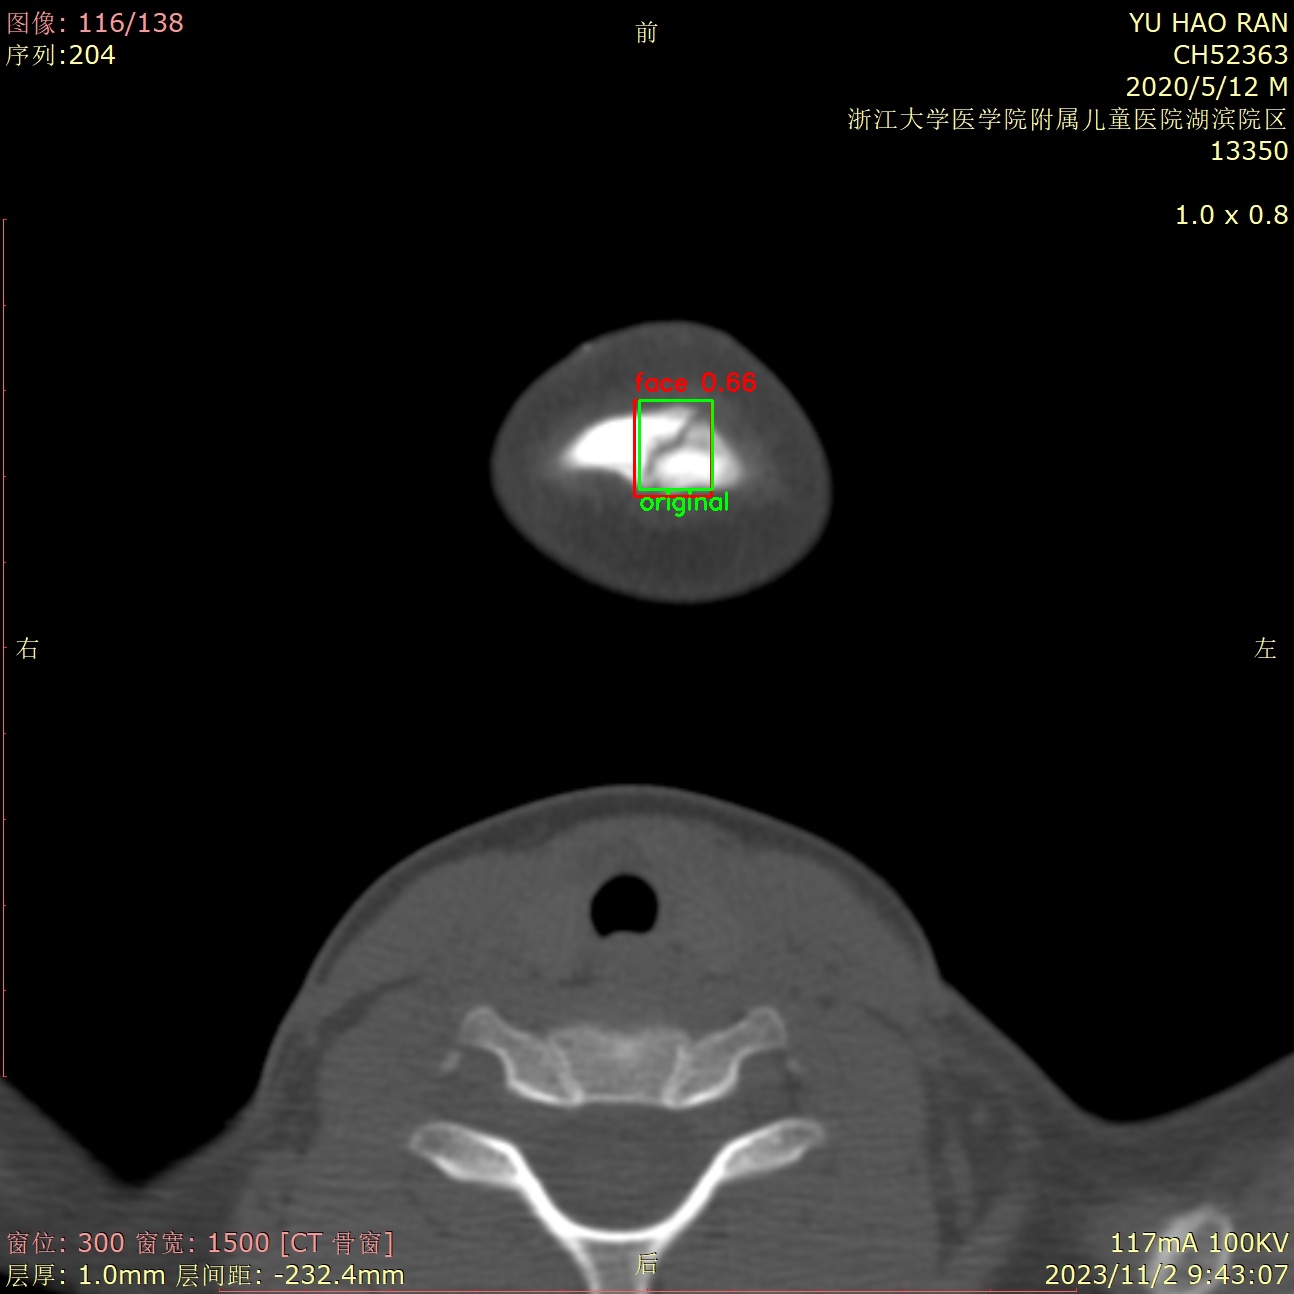 图像: 116/138
序列:204
前
YU HAO RAN
CH52363
2020/5/12 M
浙江大学医学院附属儿童医院湖滨院区
13350
1.0 x 0.8
face 0.66
original
右
左
窗位: 300 窗宽: 1500 [CT 骨窗]
层厚: 1.0mm 层间距: -232.4mm
后
117mA 100KV
2023/11/2 9:43:07